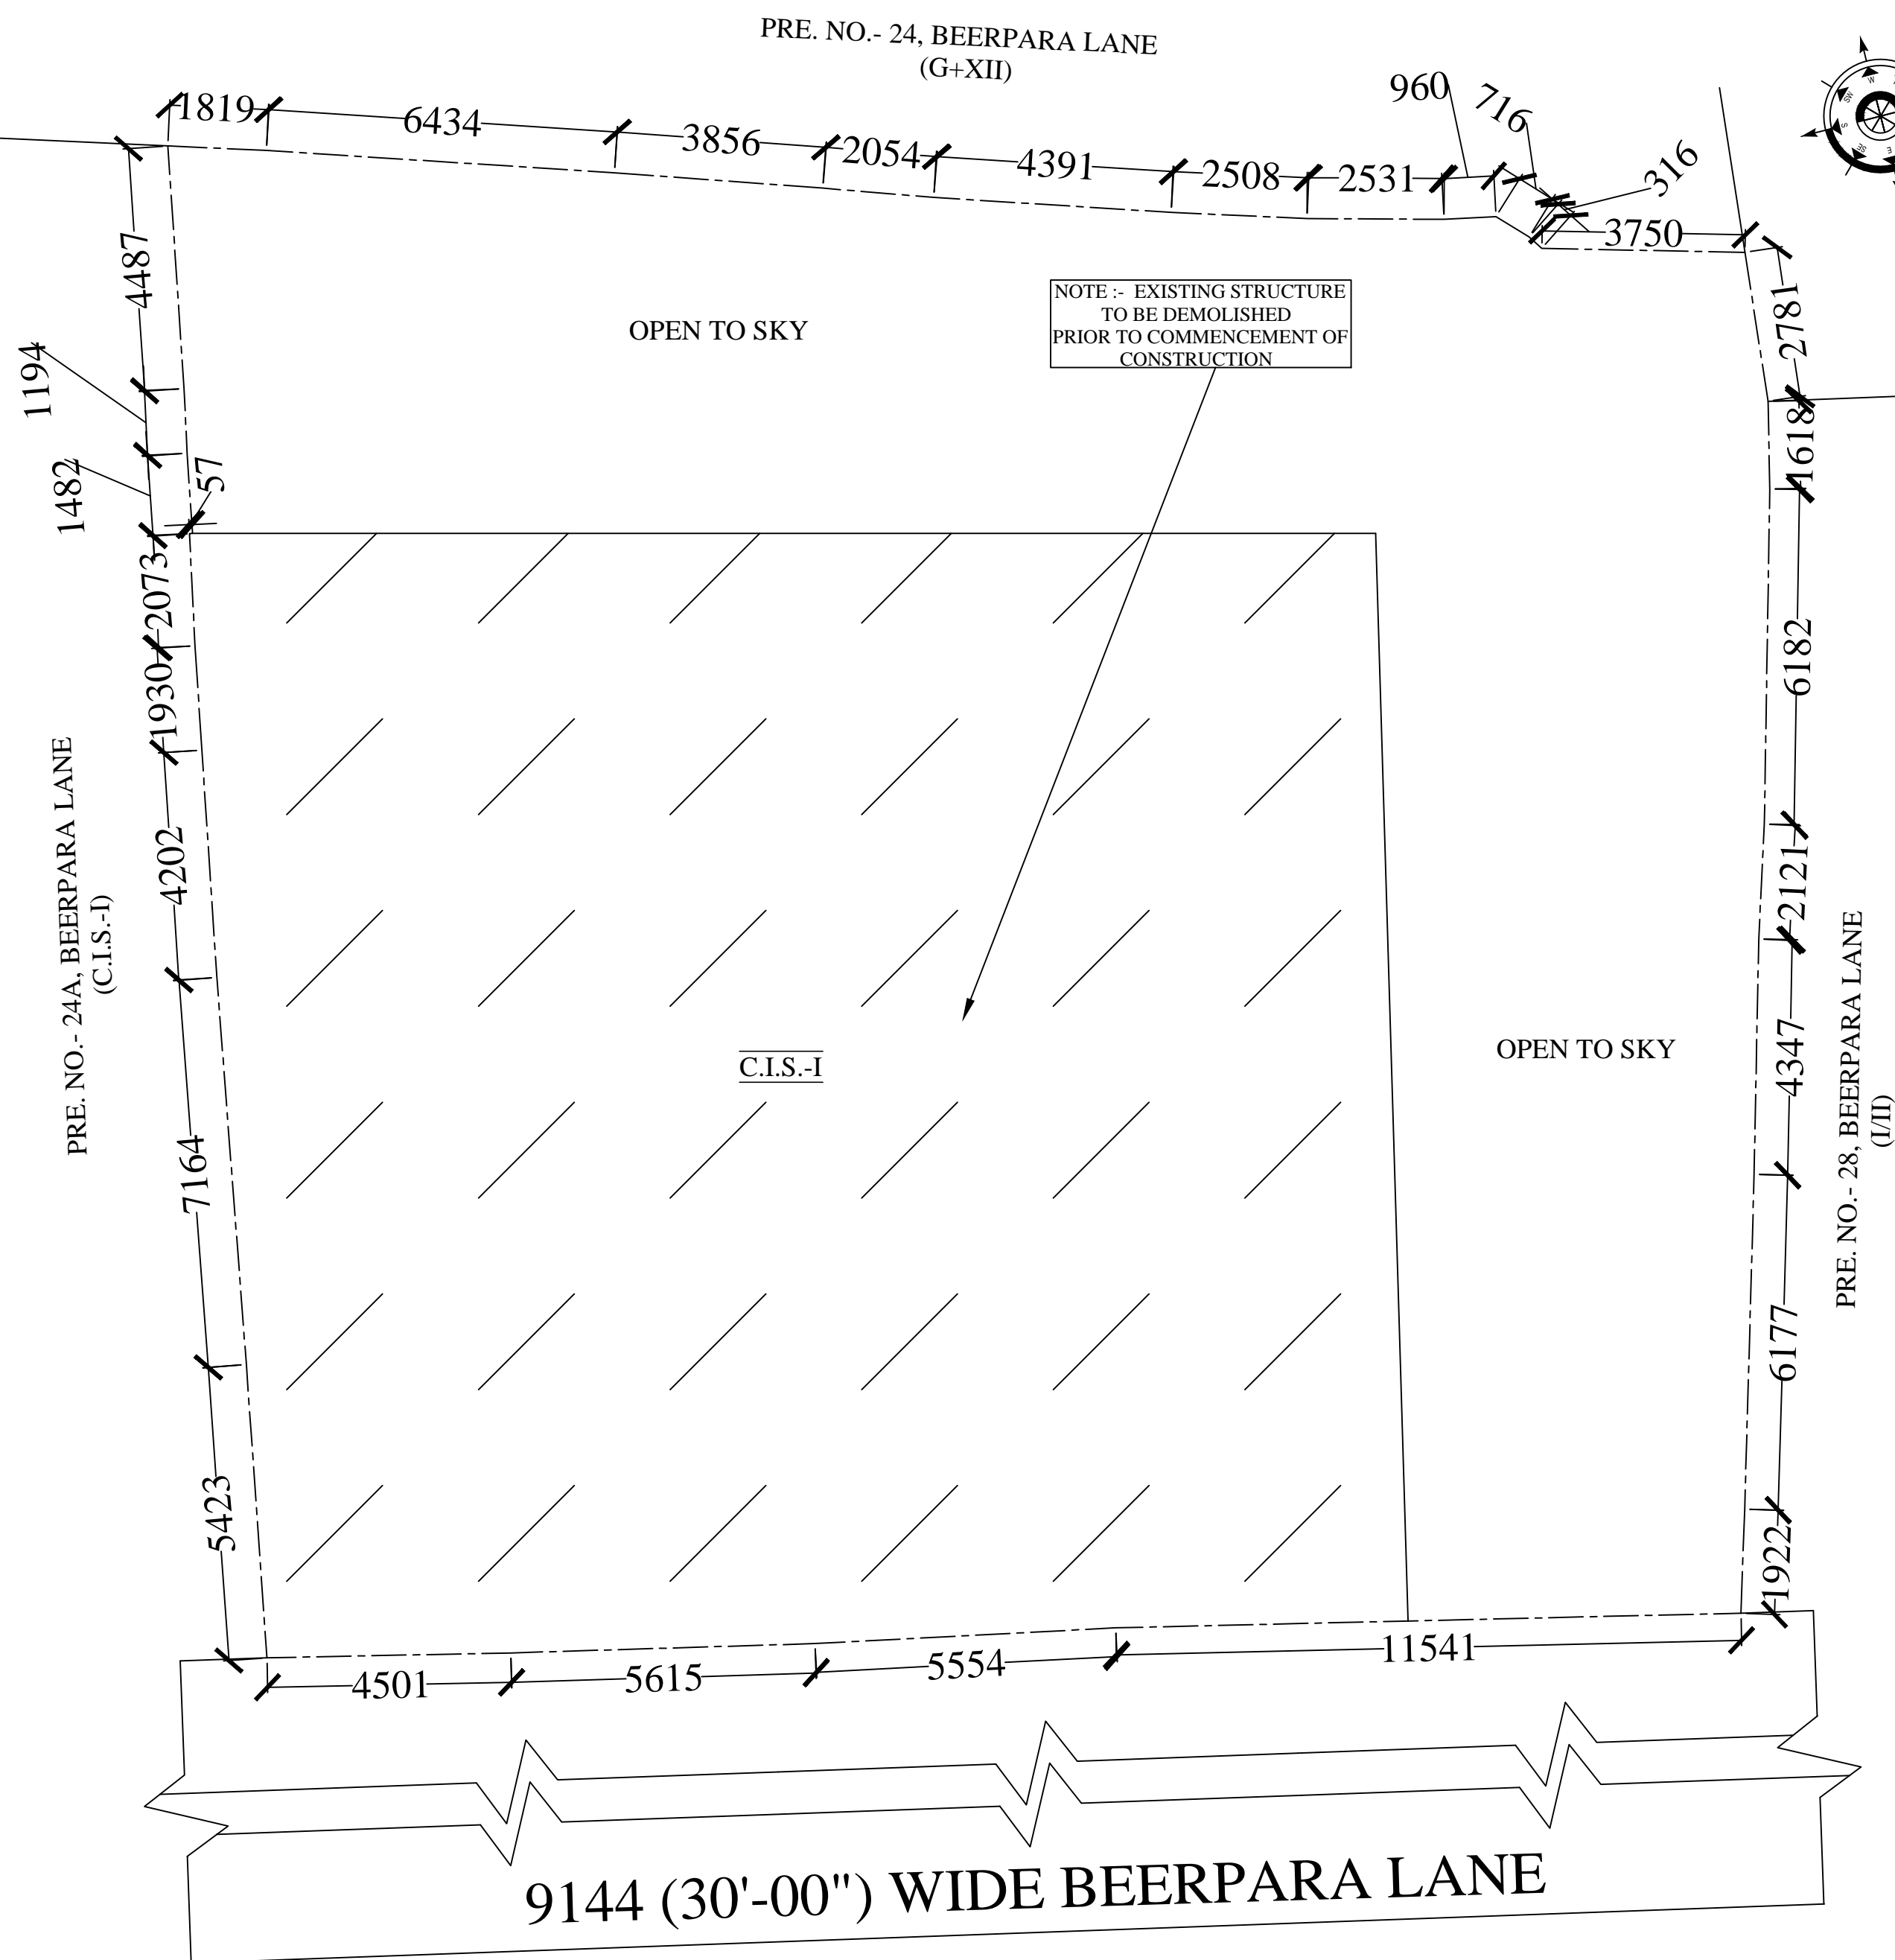 PRE. NO.- 24, BEERPARA LANE
(G+XII)
1819
6434
3856
2054
4391
2508
2531
960
716
316
3750
W
SW
S
SE
E
4487
1194
1482
57
2073
1930
4202
7164
5423
PRE. NO.- 24A, BEERPARA LANE
(C.I.S.-I)
OPEN TO SKY
NOTE :- EXISTING STRUCTURE
TO BE DEMOLISHED
PRIOR TO COMMENCEMENT OF
CONSTRUCTION
C.I.S.-I
OPEN TO SKY
2781
1618
6182
2121
4347
6177
1922
PRE. NO.- 28, BEERPARA LANE
(I/II)
4501
5615
5554
11541
9144 (30'-00") WIDE BEERPARA LANE